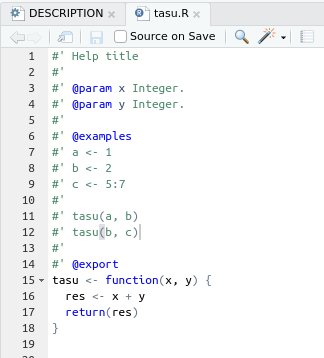 DESCRIPTION × tasu.R ×
Source on Save
1 #' Help title
2 #'
3 #' @param x Integer.
4 #' @param y Integer.
5 #'
6 #' @examples
7 #' a <- 1
8 #' b <- 2
9 #' c <- 5:7
10 #'
11 #' tasu(a, b)
12 #' tasu(b, c)
13 #'
14 #' @export
15 tasu <- function(x, y) {
16 res <- x + y
17 return(res)
18 }
19
20